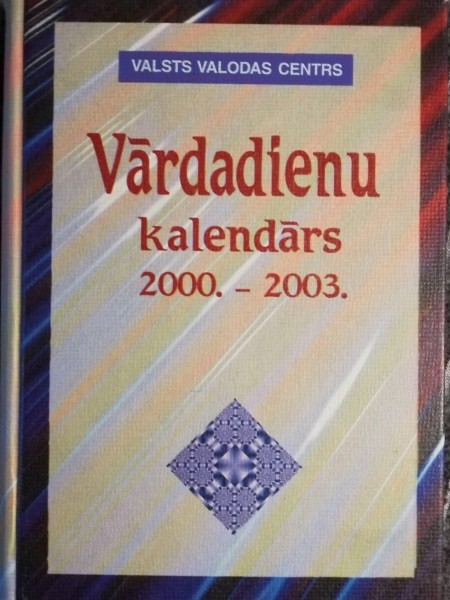 VALSTS VALODAS CENTRS
Vārdadienu
kalendārs
2000. – 2003.